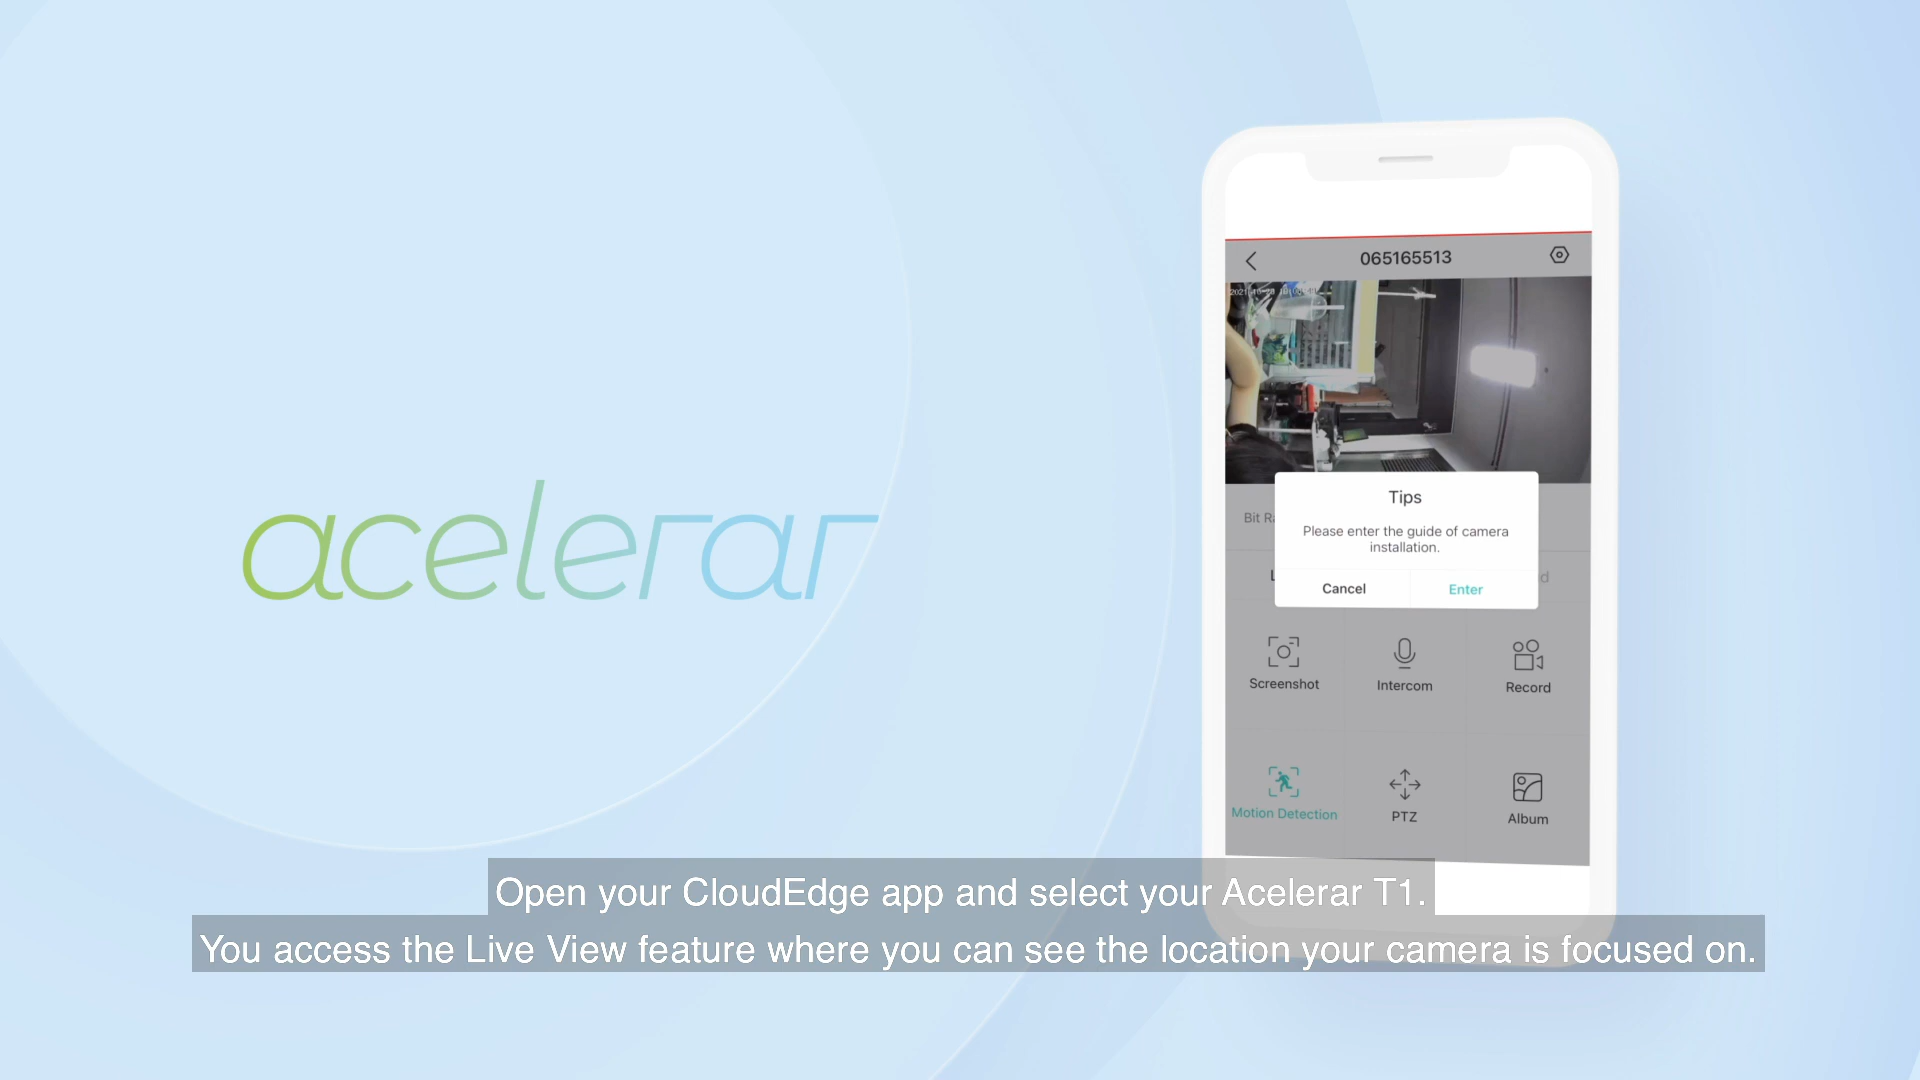 acelerar
065165513
Tips
Bit Ra
Please enter the guide of camera
installation.
L
d
Cancel
Enter
Screenshot
Intercom
Record
Motion Detection
PTZ
Album
Open your CloudEdge app and select your Acelerar T1.
You access the Live View feature where you can see the location your camera is focused on.